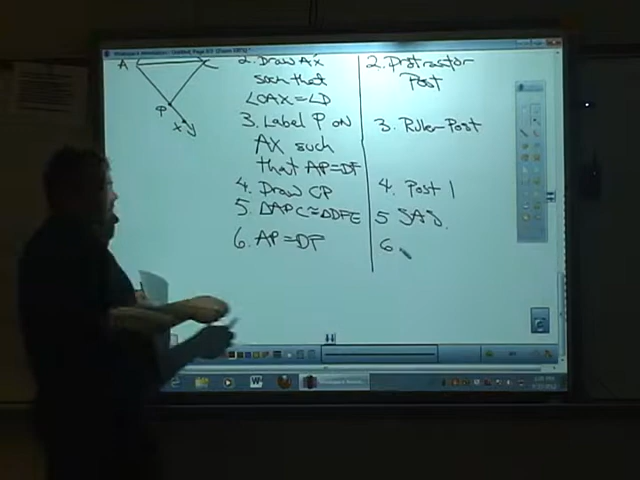 A
C
P
X Y
2. Draw AX
such that
∠OAX=∠D
3. Label P on
AX such
that AP=DF
4. Draw CP
5. ΔAPC≅ΔDFE
6. AP=DF
2. Protractor
Post
3. Ruler Post
4. Post 1
5 SAS.
6